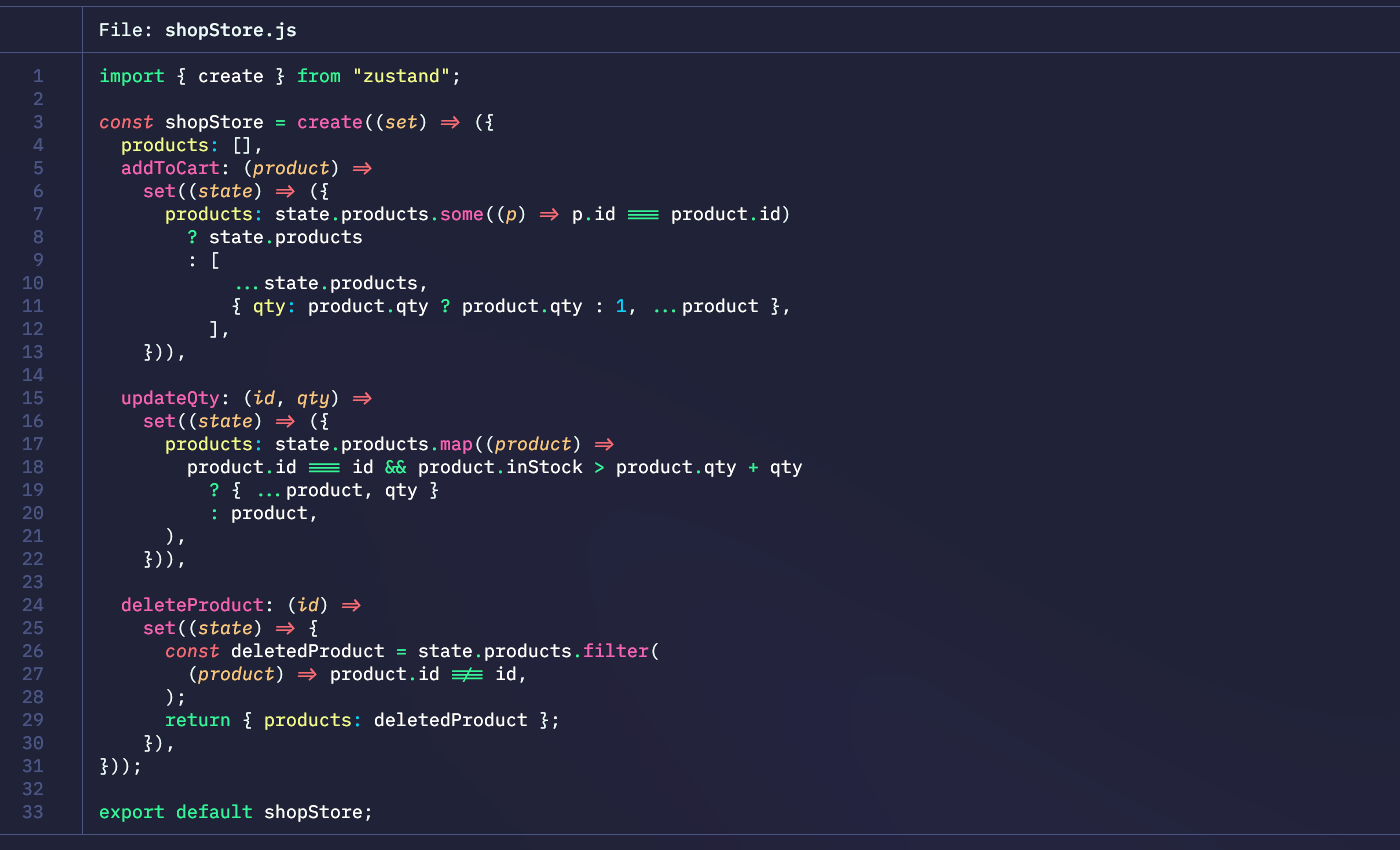 File: shopStore.js
1 import { create } from "zustand";
2
3 const shopStore = create((set) => ({
4   products: [],
5   addToCart: (product) =>
6     set((state) => ({
7       products: state.products.some((p) => p.id === product.id)
8         ? state.products
9         : [
10             ...state.products,
11             { qty: product.qty ? product.qty : 1, ...product },
12           ],
13     })),
14
15   updateQty: (id, qty) =>
16     set((state) => ({
17       products: state.products.map((product) =>
18         product.id === id && product.inStock > product.qty + qty
19           ? { ...product, qty }
20           : product,
21       ),
22     })),
23
24   deleteProduct: (id) =>
25     set((state) => {
26       const deletedProduct = state.products.filter(
27         (product) => product.id !== id,
28       );
29       return { products: deletedProduct };
30     }),
31 }));
32
33 export default shopStore;